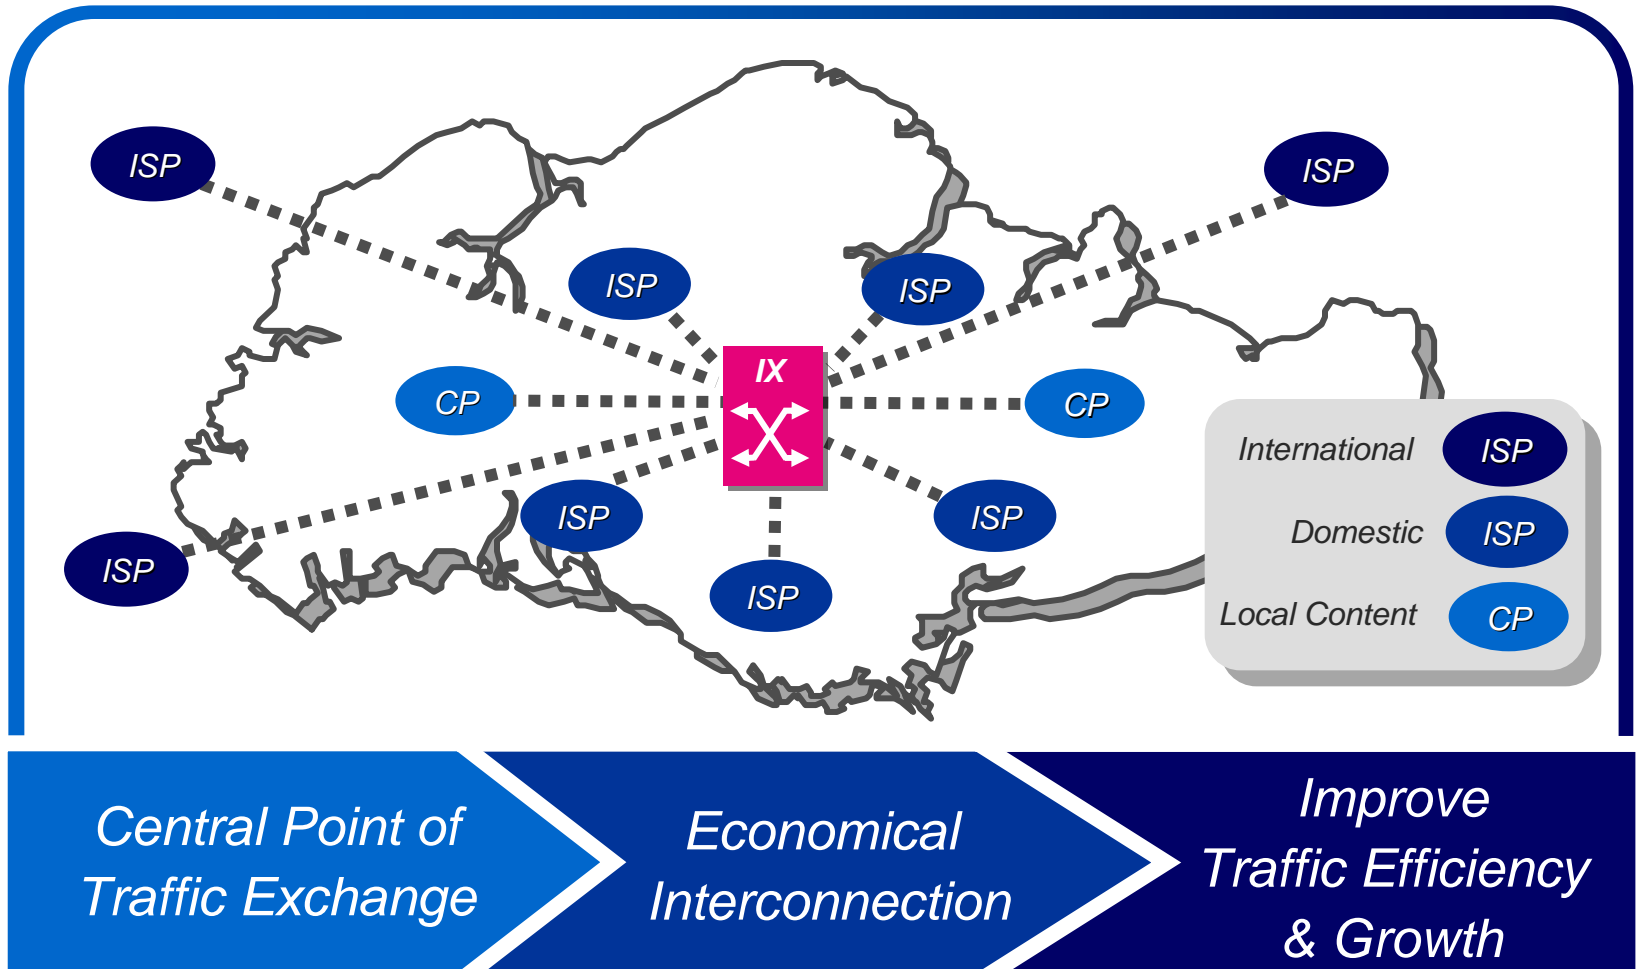 ISP
ISP
ISP
ISP
IX
CP
CP
International ISP
ISP
ISP
ISP
Domestic ISP
ISP
ISP
Local Content CP
Central Point of
Traffic Exchange
Economical
Interconnection
Improve
Traffic Efficiency
& Growth